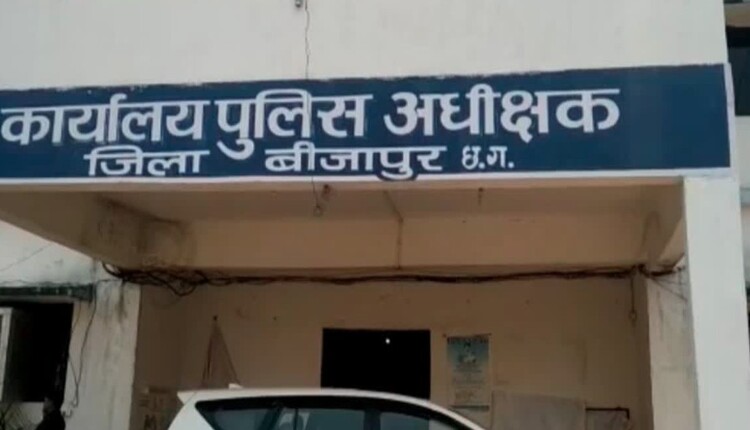 कार्यालय पुलिस अधीक्षक
जिला बीजापुर छ.ग.